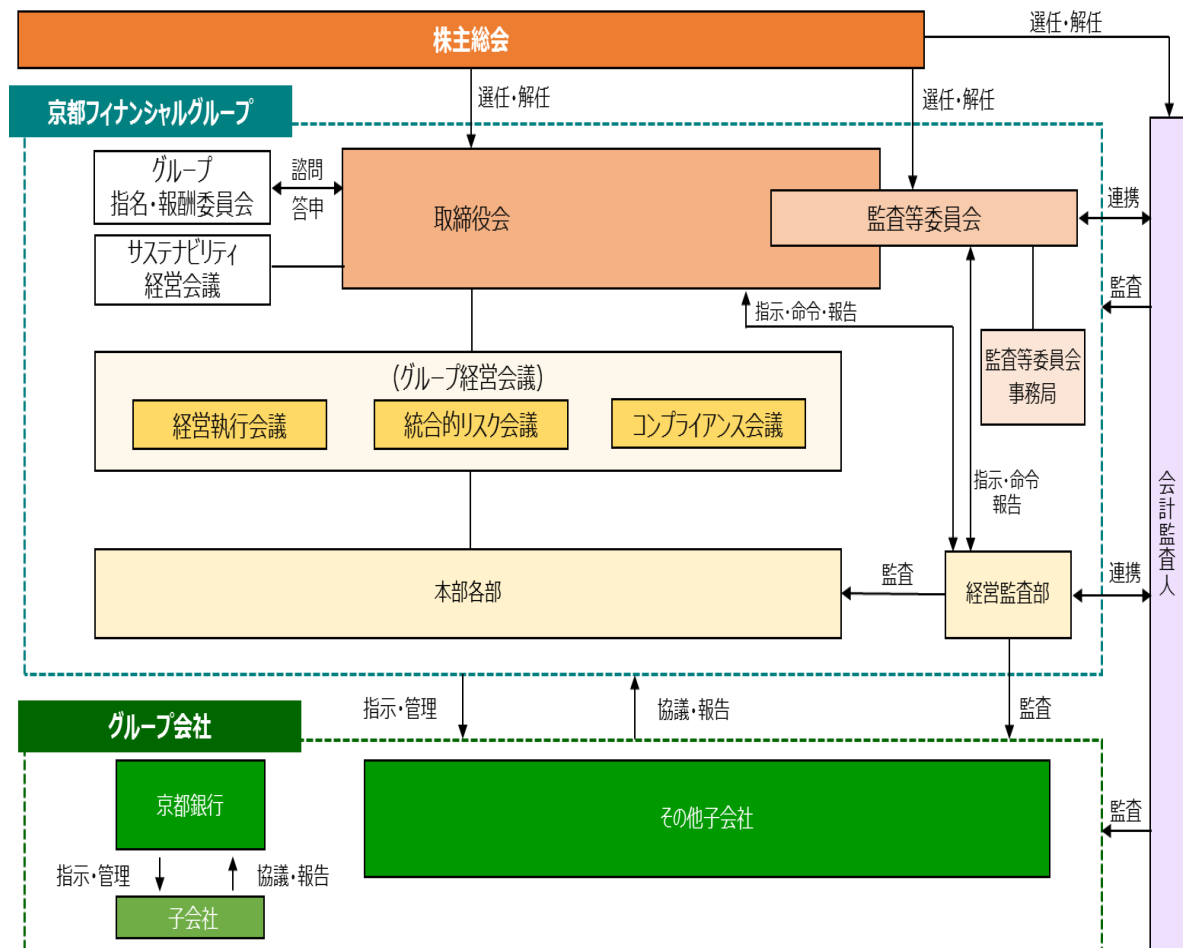 株主総会
選任・解任
選任・解任
選任・解任
京都フィナンシャルグループ
グループ
指名・報酬委員会
諮問
答申
取締役会
監査等委員会
連携
サステナビリティ
経営会議
監査
指示・命令・報告
監査等委員会
事務局
(グループ経営会議)
経営執行会議
統合的リスク会議
コンプライアンス会議
指示・命令
報告
会計監査人
本部各部
監査
経営監査部
連携
指示・管理
協議・報告
監査
グループ会社
京都銀行
その他子会社
監査
指示・管理
協議・報告
子会社